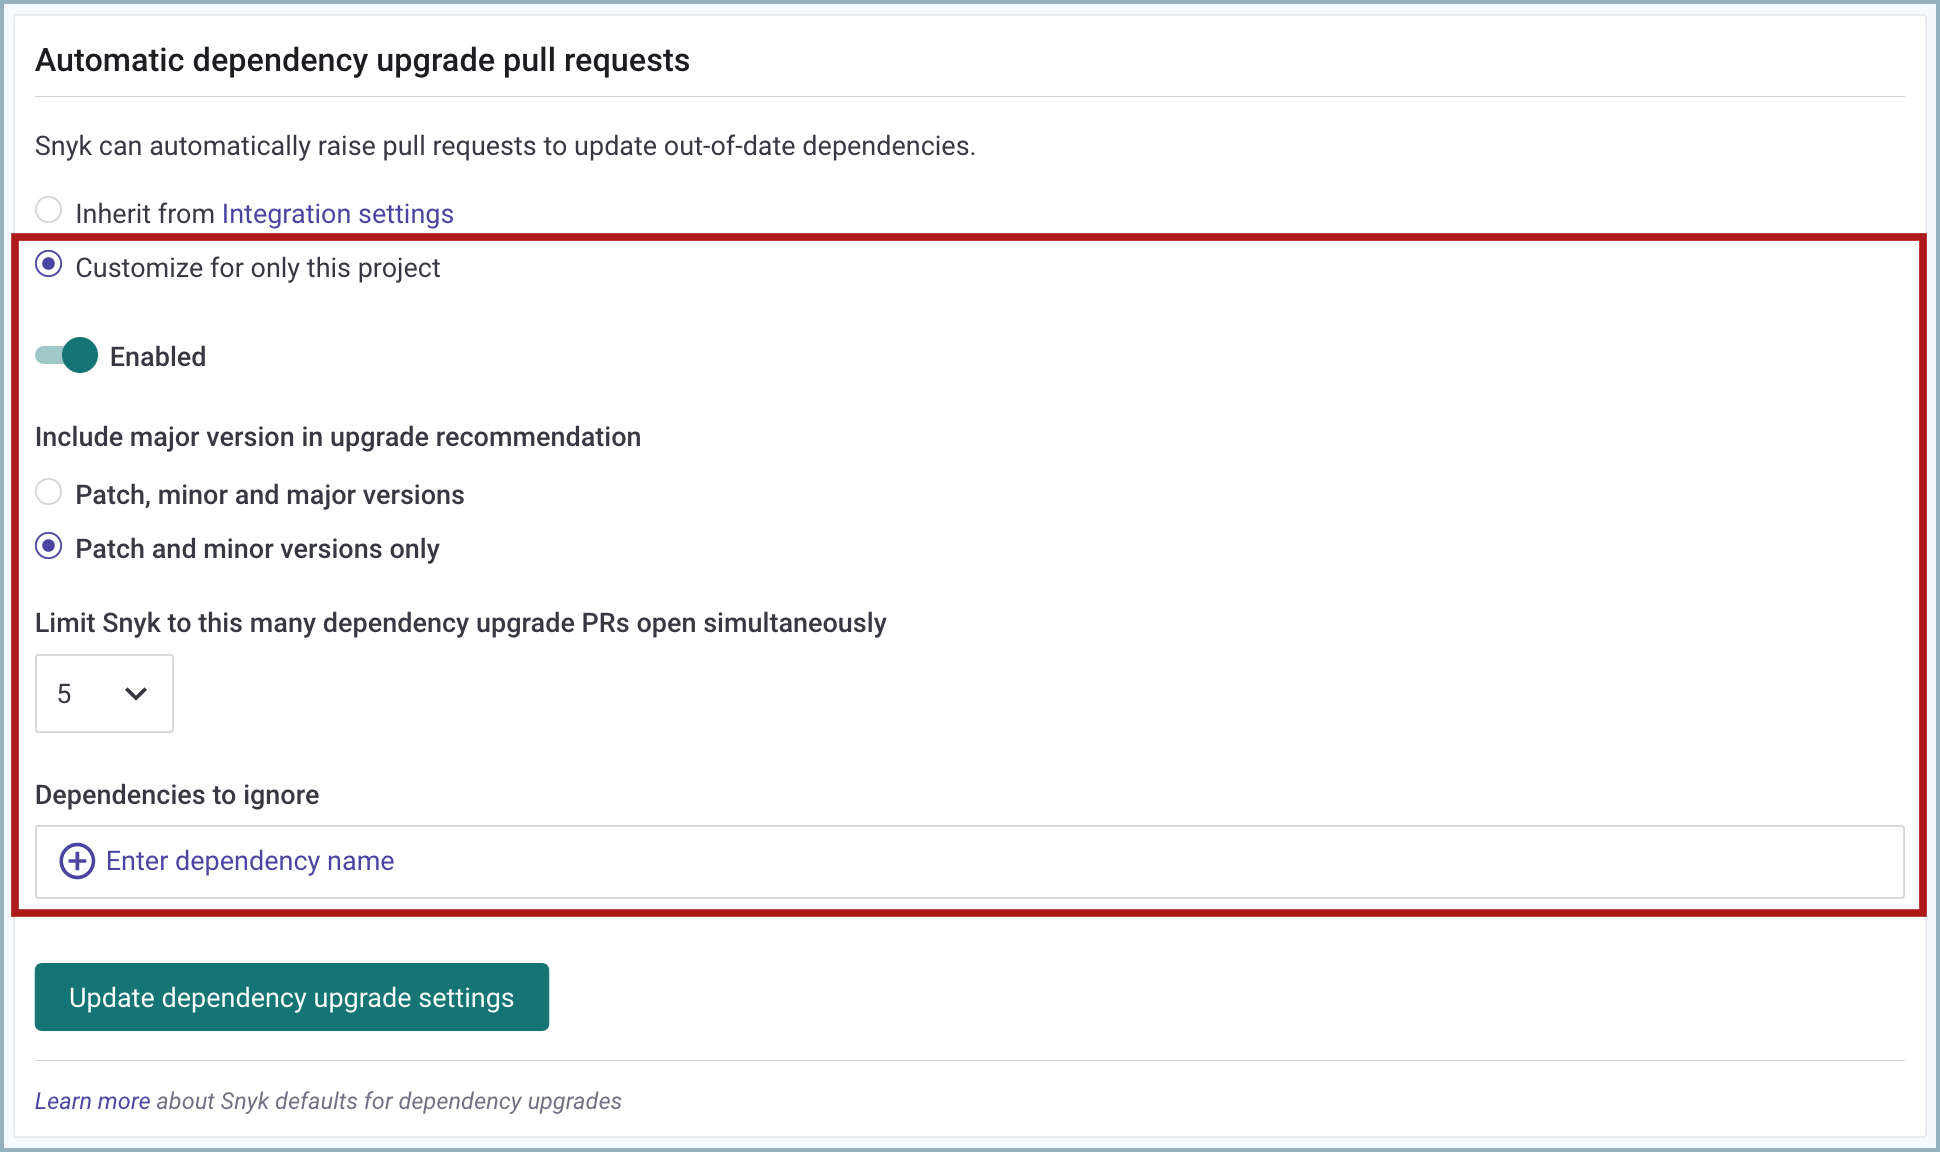 Automatic dependency upgrade pull requests
Snyk can automatically raise pull requests to update out-of-date dependencies.
Inherit from Integration settings
Customize for only this project
Enabled
Include major version in upgrade recommendation
Patch, minor and major versions
Patch and minor versions only
Limit Snyk to this many dependency upgrade PRs open simultaneously
5
Dependencies to ignore
Enter dependency name
Update dependency upgrade settings
Learn more about Snyk defaults for dependency upgrades